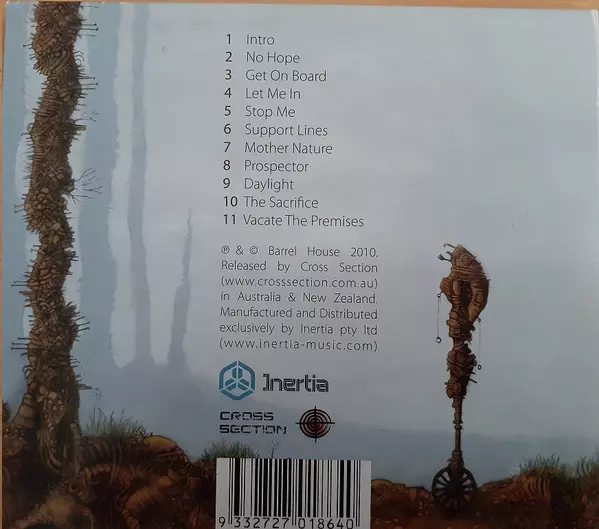 1 Intro
2 No Hope
3 Get On Board
4 Let Me In
5 Stop Me
6 Support Lines
7 Mother Nature
8 Prospector
9 Daylight
10 The Sacrifice
11 Vacate The Premises
℗ & © Barrel House 2010.
Released by Cross Section
(www.crosssection.com.au)
in Australia & New Zealand.
Manufactured and Distributed
exclusively by Inertia pty ltd
(www.inertia-music.com)
Inertia
CROSS
SECTION
9 332727 018640